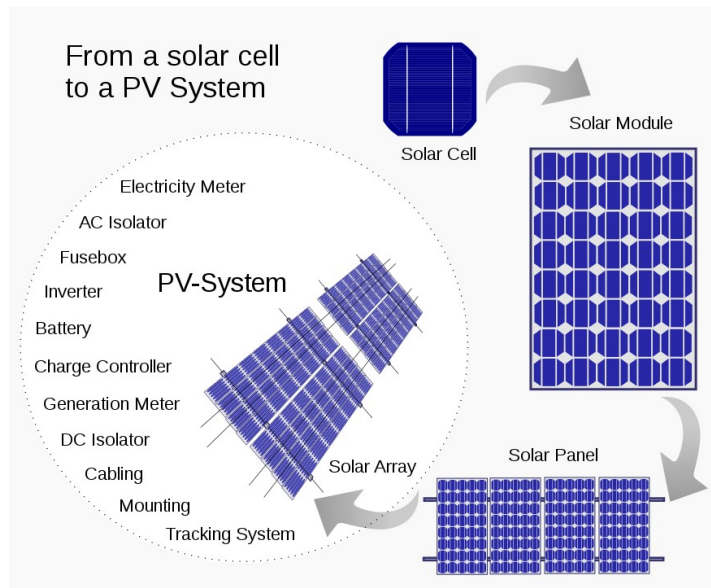 From a solar cell
to a PV System
Solar Cell
Solar Module
Electricity Meter
AC Isolator
Fusebox
PV-System
Inverter
Battery
Charge Controller
Generation Meter
DC Isolator
Cabling
Mounting
Tracking System
Solar Array
Solar Panel